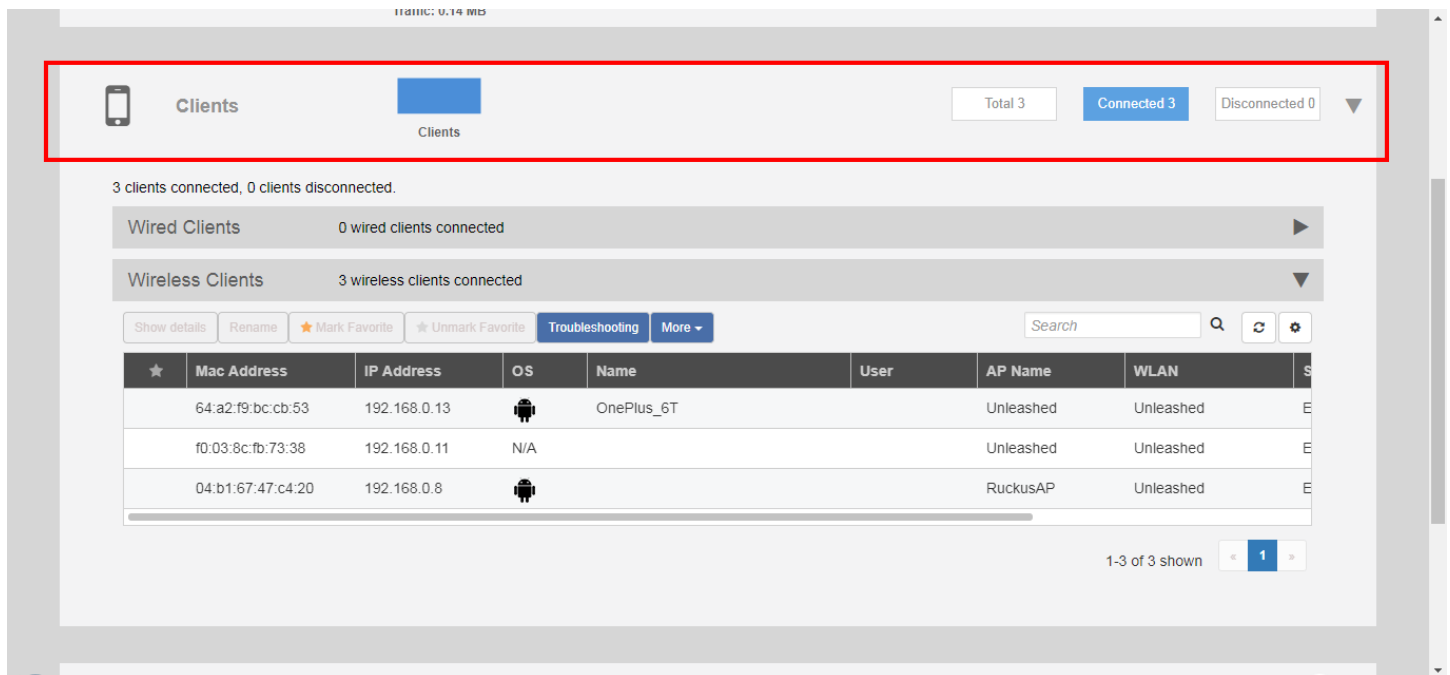 Traffic: 0.14 MB
Clients
Clients
Total 3
Connected 3
Disconnected 0
3 clients connected, 0 clients disconnected.
Wired Clients 0 wired clients connected
Wireless Clients 3 wireless clients connected
Show details Rename Mark Favorite Unmark Favorite Troubleshooting More Search
Mac Address IP Address OS Name User AP Name WLAN S
64:a2:f9:bc:cb:53 192.168.0.13 OnePlus_6T Unleashed Unleashed E
f0:03:8c:fb:73:38 192.168.0.11 N/A Unleashed Unleashed E
04:b1:67:47:c4:20 192.168.0.8 RuckusAP Unleashed E
1-3 of 3 shown « 1 »